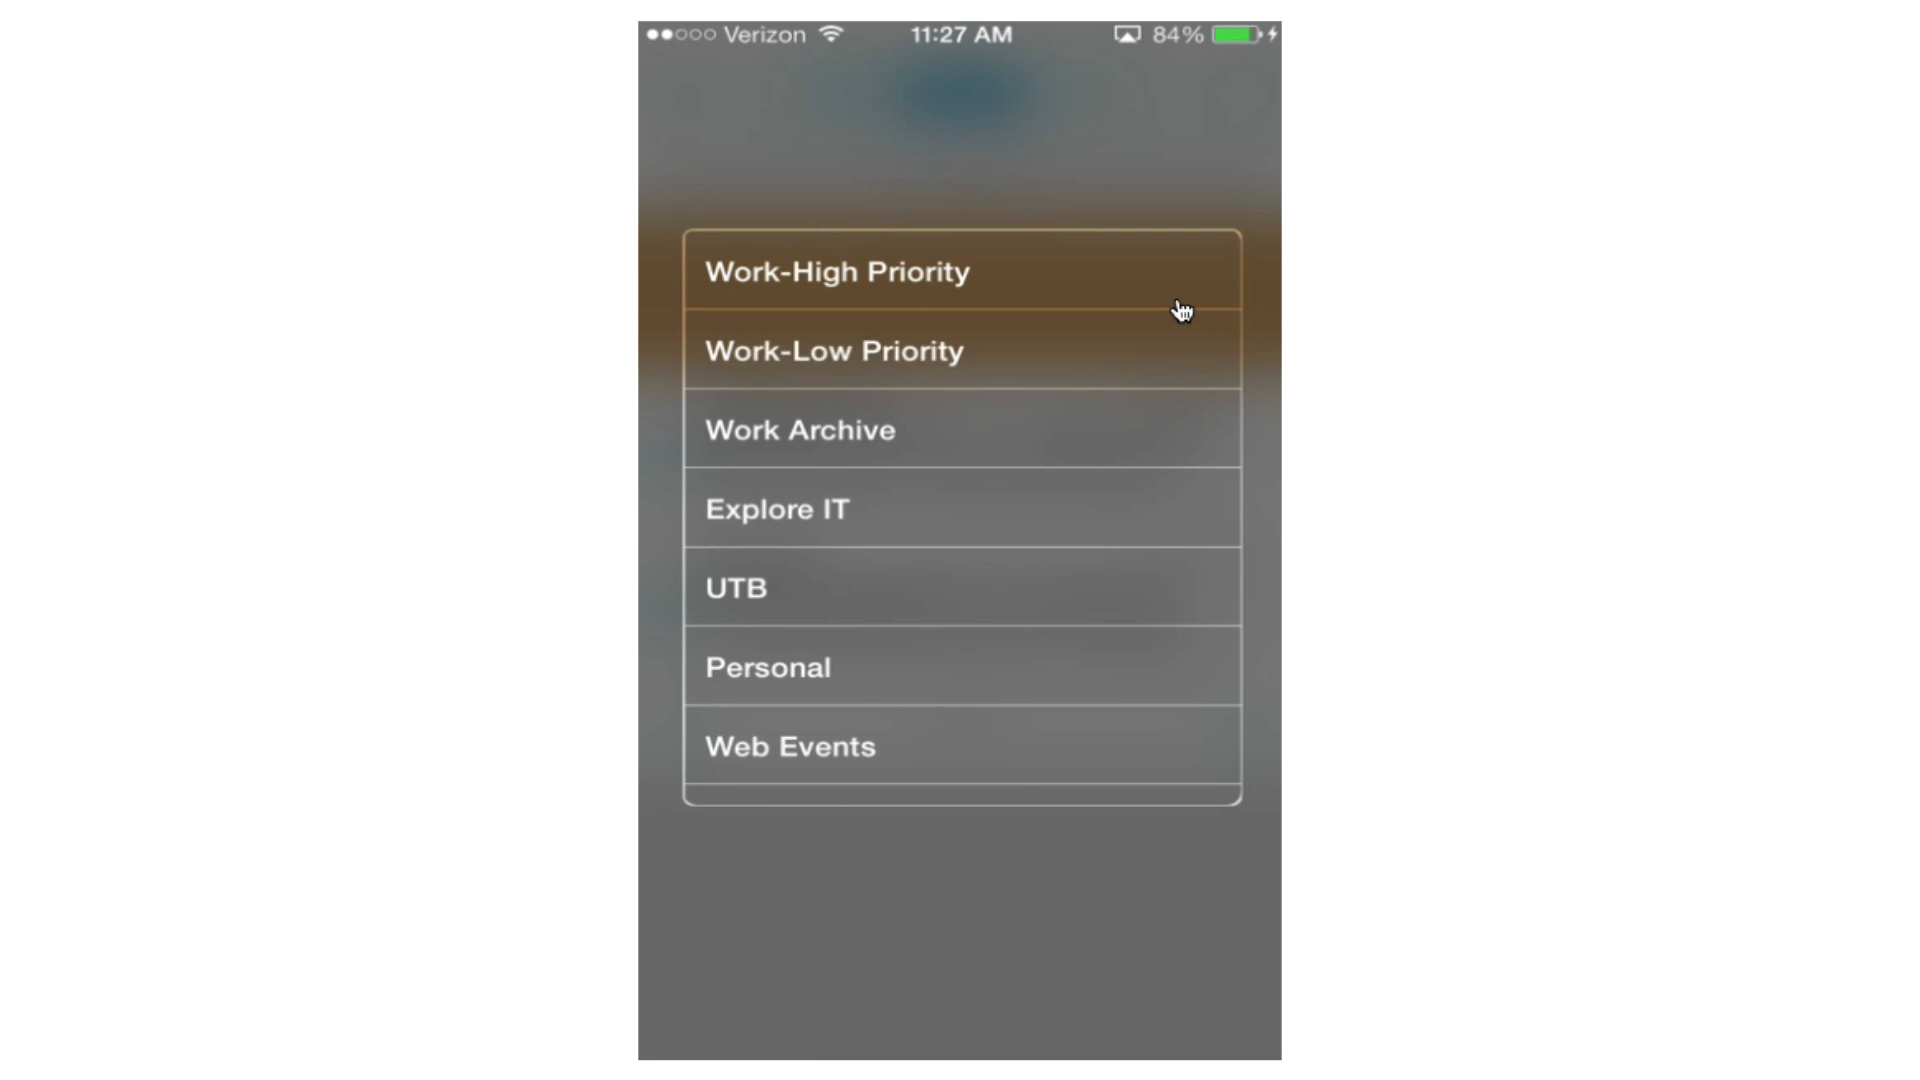 Verizon 11:27 AM 84%
Work-High Priority
Work-Low Priority
Work Archive
Explore IT
UTB
Personal
Web Events